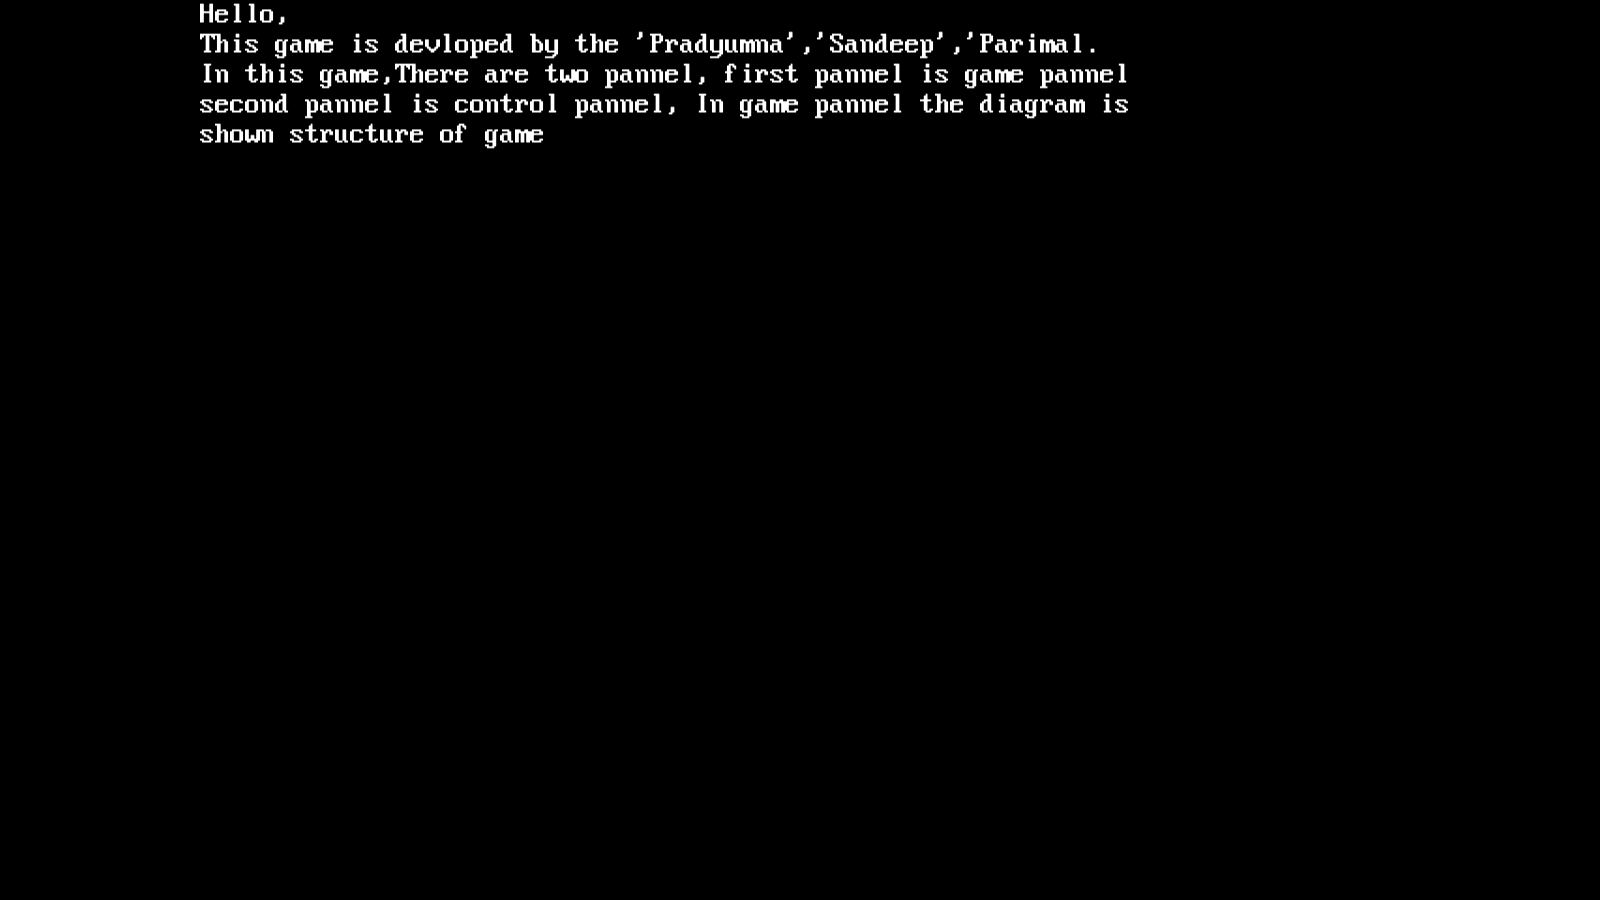 Hello,
This game is devloped by the 'Pradyumna','Sandeep','Parimal.
In this game,There are two pannel, first pannel is game pannel
second pannel is control pannel, In game pannel the diagram is
shown structure of game